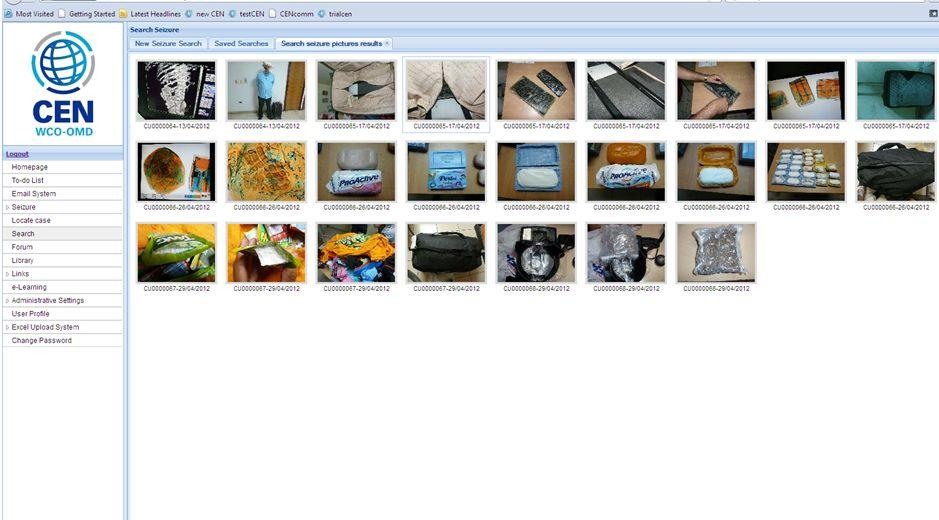 Most Visited Getting Started Latest Headlines new CEN testCEN CENcomm trialcen
Search Seizure
New Seizure Search Saved Searches Search seizure pictures results
CEN
WCO-OMD
Logout
Homepage
To-do List
Email System
Seizure
Locate case
Search
Forum
Library
Links
e-Learning
Administrative Settings
User Profile
Excel Upload System
Change Password
CU0000064-13/04/2012 CU0000064-13/04/2012 CU0000065-17/04/2012 CU0000065-17/04/2012 CU0000065-17/04/2012 CU0000065-17/04/2012 CU0000065-17/04/2012 CU0000065-17/04/2012 CU0000065-17/04/2012
PROACTIVE PROACTIVE
CU0000066-26/04/2012 CU0000066-26/04/2012 CU0000066-26/04/2012 CU0000066-26/04/2012 CU0000066-26/04/2012 CU0000066-26/04/2012 CU0000066-26/04/2012 CU0000066-26/04/2012 CU0000066-26/04/2012
CU0000067-29/04/2012 CU0000067-29/04/2012 CU0000067-29/04/2012 CU0000067-29/04/2012 CU0000068-29/04/2012 CU0000068-29/04/2012 CU0000068-29/04/2012